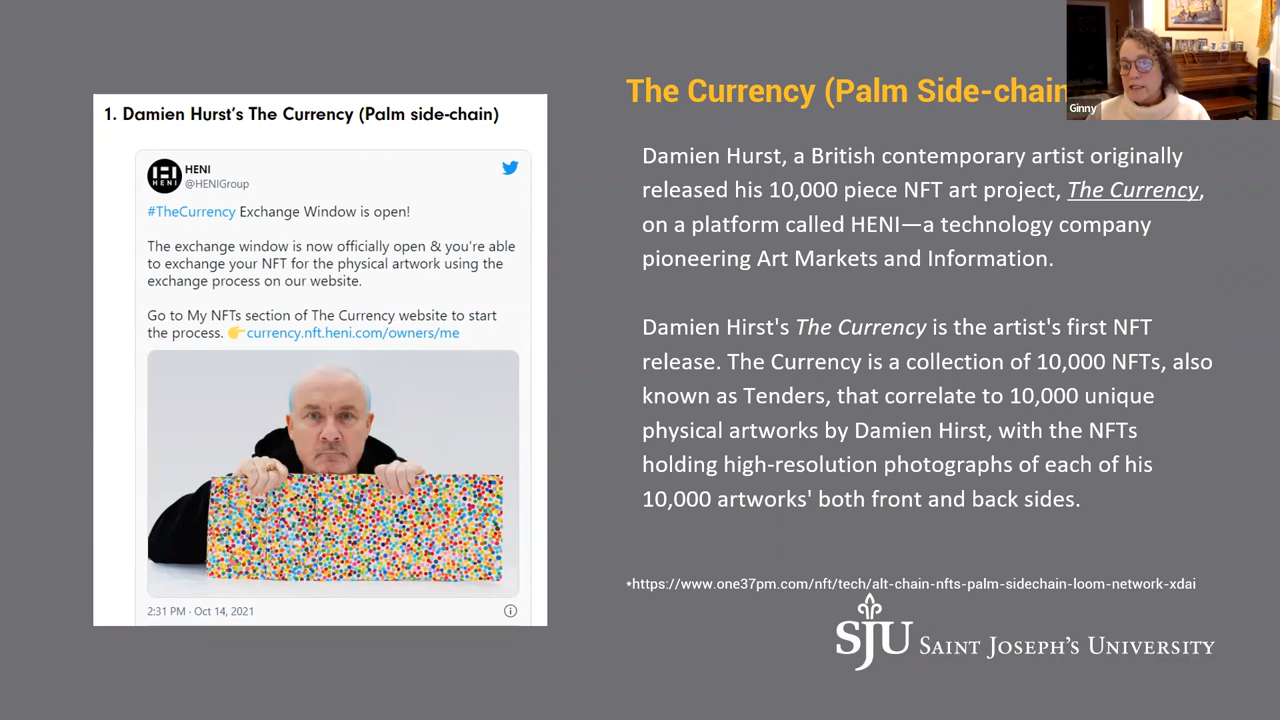 1. Damien Hurst's The Currency (Palm side-chain)
HENI
HENI
@HENIGroup
#TheCurrency Exchange Window is open!
The exchange window is now officially open & you're able
to exchange your NFT for the physical artwork using the
exchange process on our website.
Go to My NFTs section of The Currency website to start
the process. 👉currency.nft.heni.com/owners/me
2:31 PM · Oct 14, 2021
The Currency (Palm Side-chain
Ginny
Damien Hurst, a British contemporary artist originally
released his 10,000 piece NFT art project, The Currency,
on a platform called HENI—a technology company
pioneering Art Markets and Information.
Damien Hirst's The Currency is the artist's first NFT
release. The Currency is a collection of 10,000 NFTs, also
known as Tenders, that correlate to 10,000 unique
physical artworks by Damien Hirst, with the NFTs
holding high-resolution photographs of each of his
10,000 artworks' both front and back sides.
*https://www.one37pm.com/nft/tech/alt-chain-nfts-palm-sidechain-loom-network-xdai
SJU SAINT JOSEPH'S UNIVERSITY